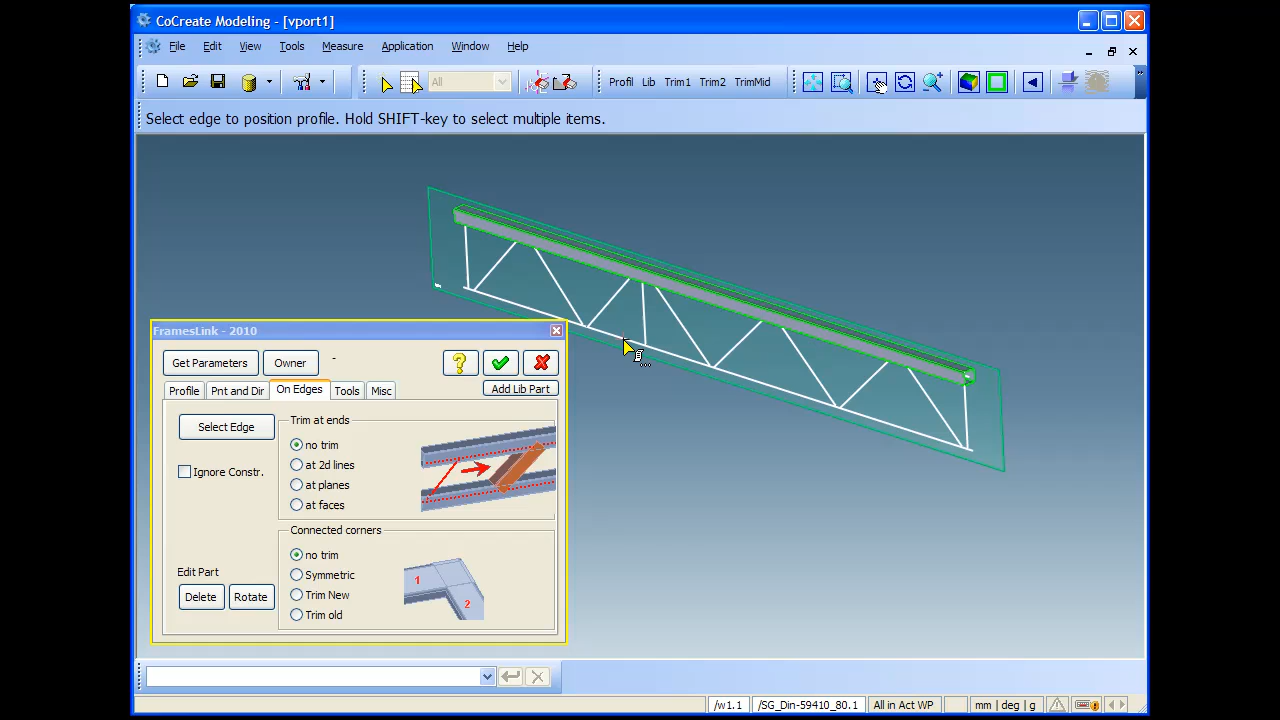 CoCreate Modeling - [vport1]
File Edit View Tools Measure Application Window Help
All Profil Lib Trim1 Trim2 TrimMid
Select edge to position profile. Hold SHIFT-key to select multiple items.
FramesLink - 2010
Get Parameters Owner -
Profile Pnt and Dir On Edges Tools Misc Add Lib Part
Select Edge
Ignore Constr.
Trim at ends
no trim
at 2d lines
at planes
at faces
Connected corners
no trim
Symmetric
Trim New
Trim old
1
2
Edit Part
Delete Rotate
/w1.1 /SG_Din-59410_80.1 All in Act WP mm | deg | g